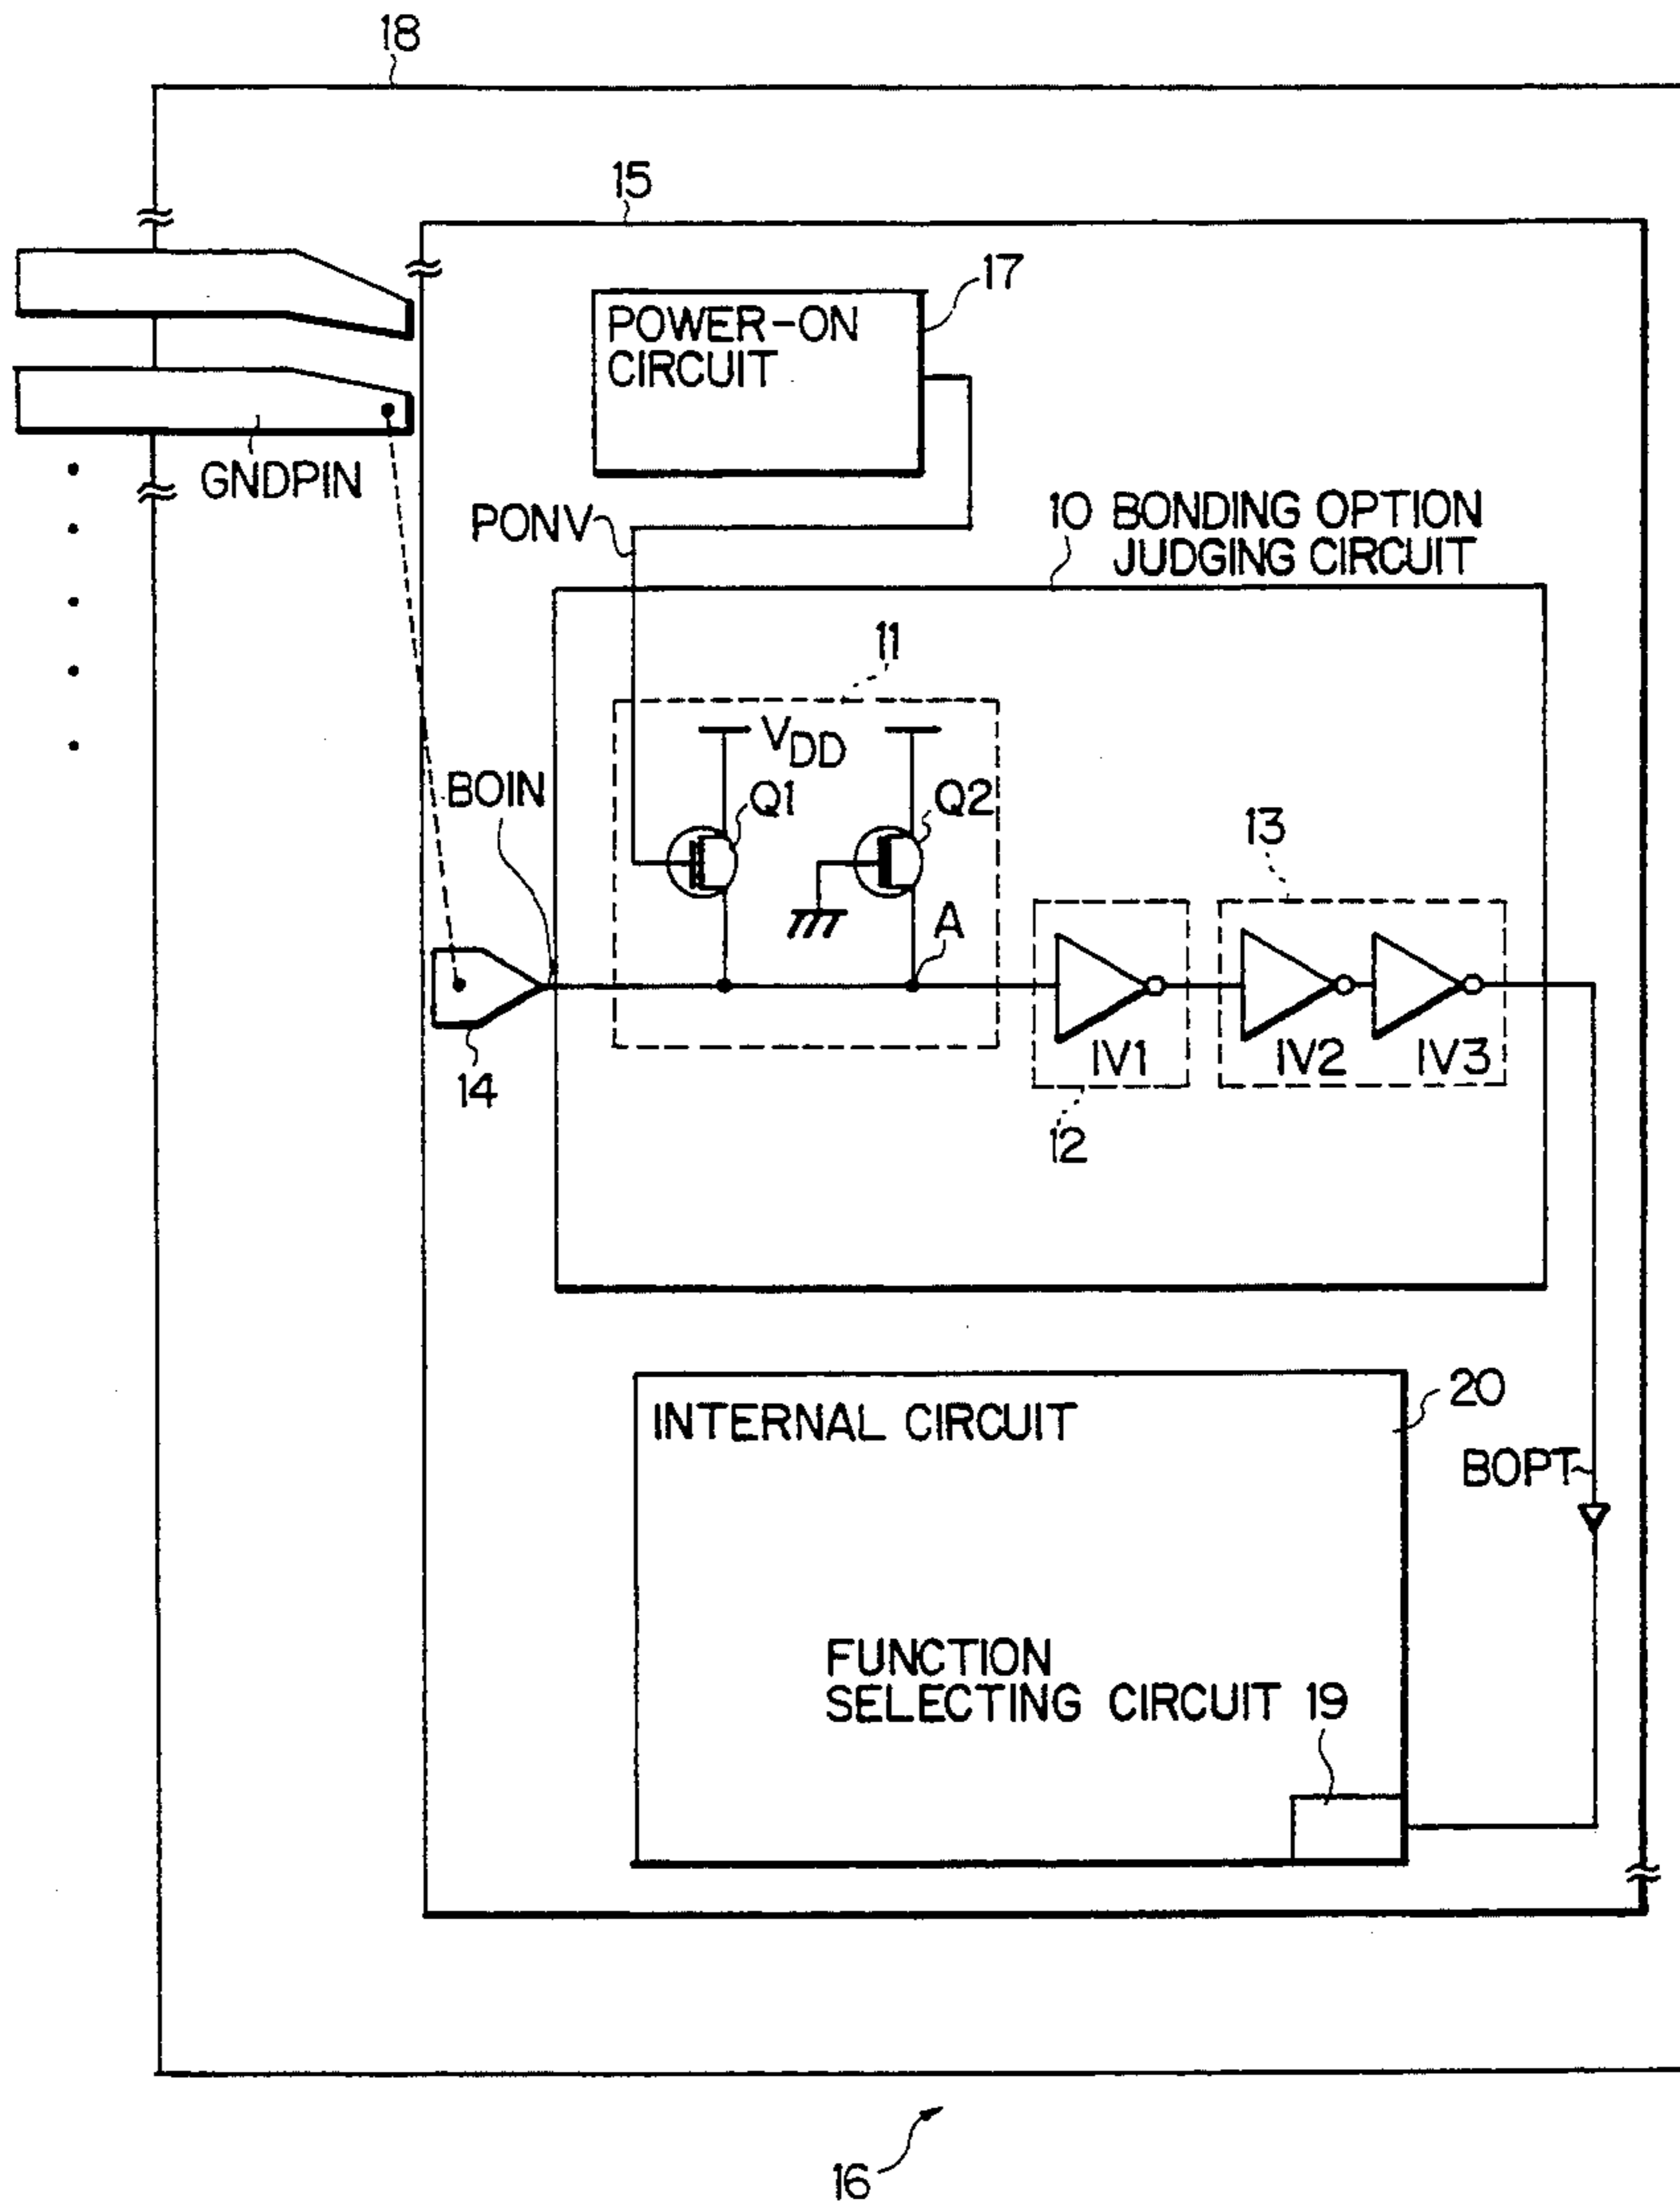 18
15
17
POWER-ON
CIRCUIT
GNDPIN
PONV
10 BONDING OPTION
JUDGING CIRCUIT
11
VDD
BOIN
Q1
Q2
13
A
14
IV1
IV2
IV3
12
INTERNAL CIRCUIT
20
BOPT
FUNCTION
SELECTING CIRCUIT 19
16